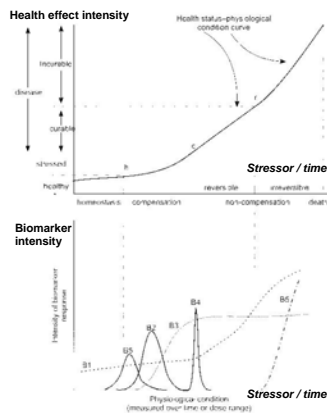 Health effect intensity
Health status-physiological
condition curve
incurable
disease
curable
r
c
h
stressed
healthy
Stressor / time
reversible
irreversible
homeostasis
compensation
non-compensation
death
Biomarker
intensity
Intensity of biomarker
response
B1
B5
B2
B3
B4
B6
Physiological condition
(measured over time or dose range)
Stressor / time